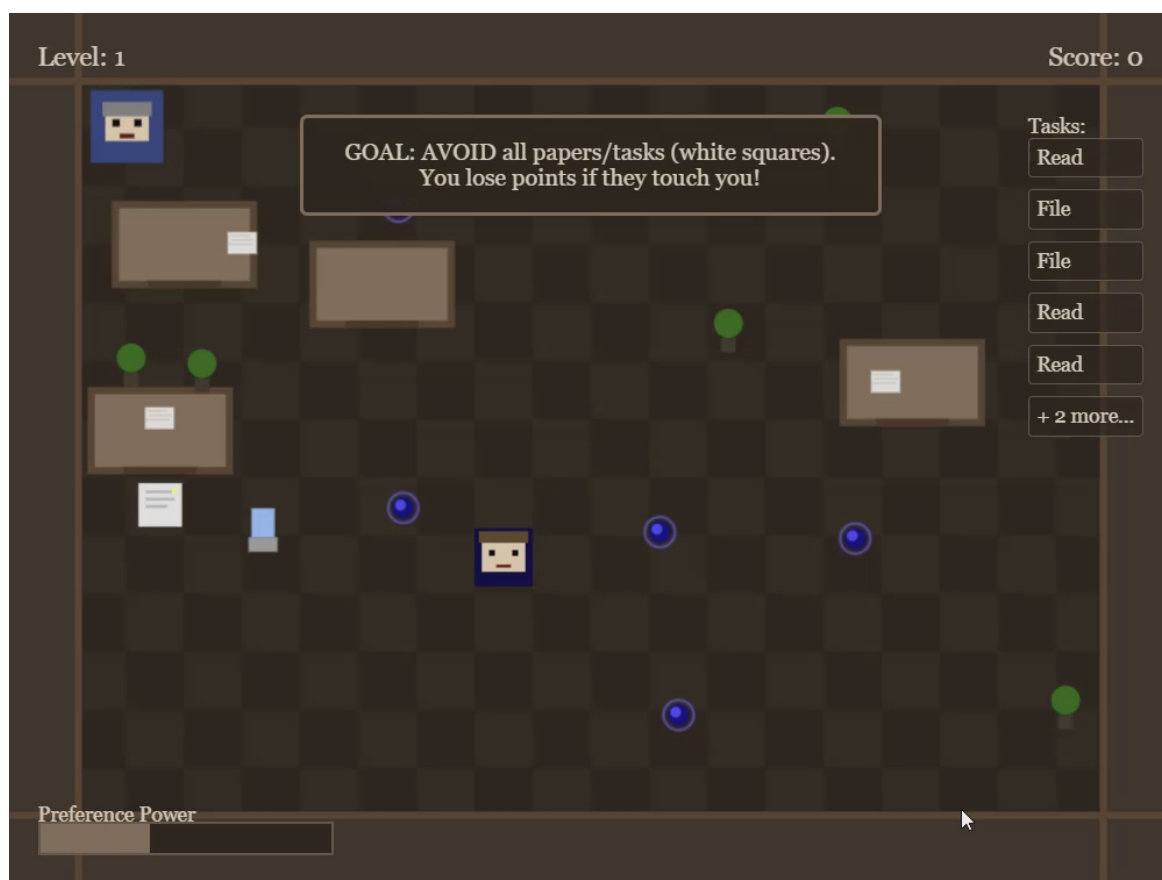 Level: 1
Score: 0
GOAL: AVOID all papers/tasks (white squares).
You lose points if they touch you!
Tasks:
Read
File
File
Read
Read
+ 2 more...
Preference Power